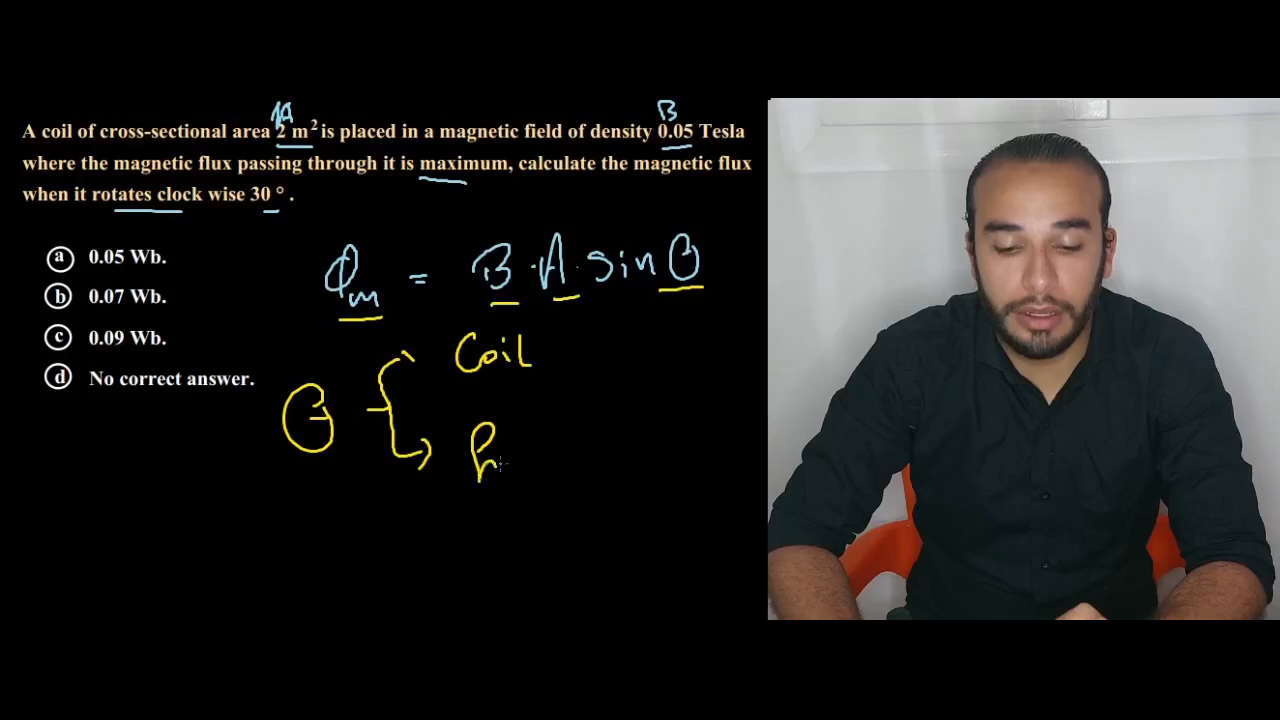 A B
A coil of cross-sectional area 2 m² is placed in a magnetic field of density 0.05 Tesla
where the magnetic flux passing through it is maximum, calculate the magnetic flux
when it rotates clock wise 30 °.
ⓐ 0.05 Wb.
ⓑ 0.07 Wb.
ⓒ 0.09 Wb.
ⓓ No correct answer.
Φm = B . A . sin θ
Coil
θ